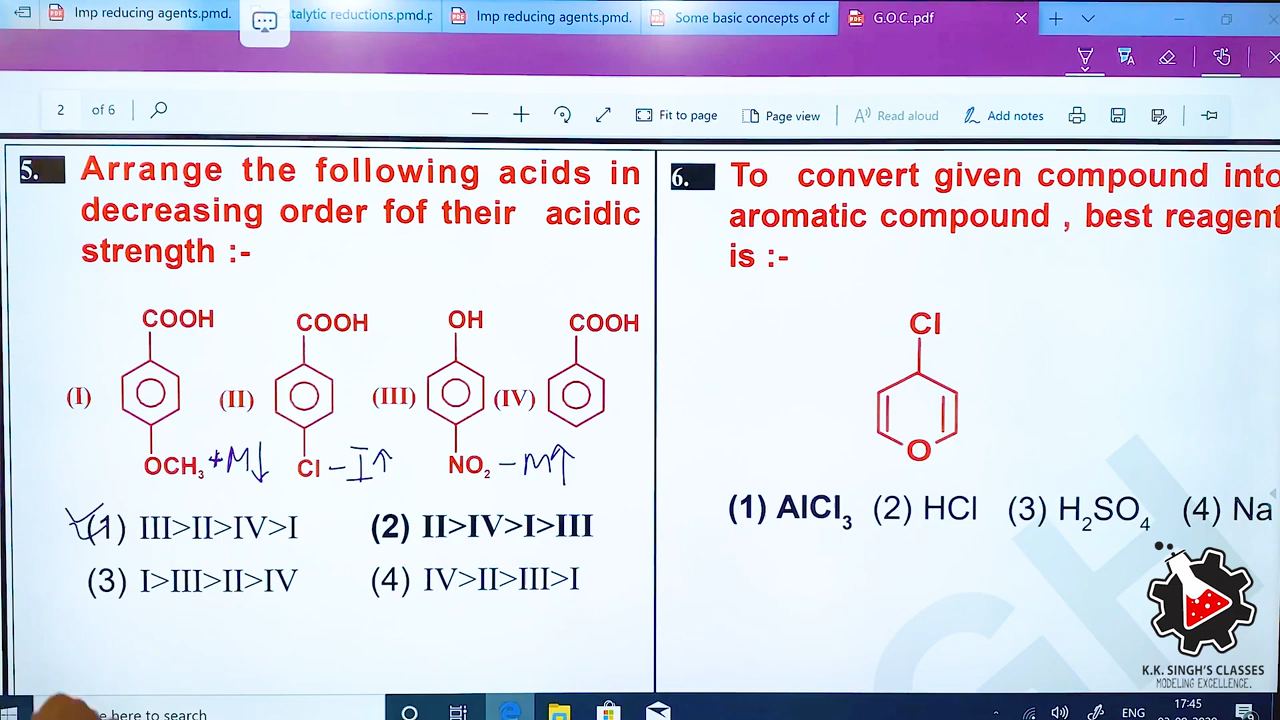 Imp reducing agents.pmd.
talytic reductions.pmd.p
Imp reducing agents.pmd.
Some basic concepts of ch
G.O.C..pdf
2 of 6
Fit to page
Page view
Read aloud
Add notes
5. Arrange the following acids in
decreasing order fof their acidic
strength :-
COOH
COOH
OH
COOH
(I)
(II)
(III)
(IV)
OCH3 +M↓
Cl -I↑
NO2 -M↑
(1) III>II>IV>I
(2) II>IV>I>III
(3) I>III>II>IV
(4) IV>II>III>I
6. To convert given compound into
aromatic compound , best reagent
is :-
Cl
O
(1) AlCl3 (2) HCl (3) H2SO4 (4) Na
K.K. SINGH'S CLASSES
MODELING EXCELLENCE.
e here to search
ENG
17:45